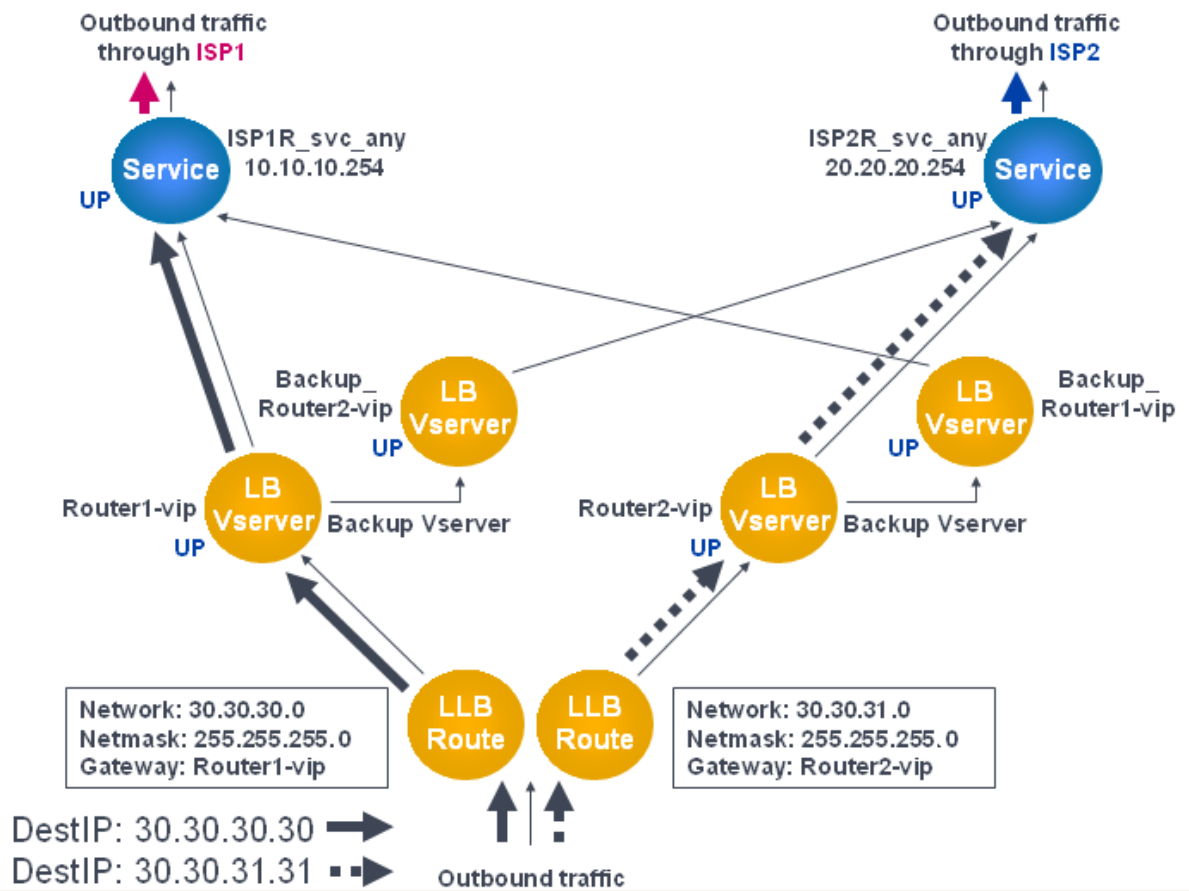 Outbound traffic
through ISP1
Outbound traffic
through ISP2
Service
ISP1R_svc_any
10.10.10.254
UP
ISP2R_svc_any
20.20.20.254
Service
UP
Backup_
Router2-vip
LB
Vserver
UP
LB
Vserver
Backup_
Router1-vip
UP
Router1-vip
LB
Vserver
UP
Backup Vserver
Router2-vip
LB
Vserver
UP
Backup Vserver
Network: 30.30.30.0
Netmask: 255.255.255.0
Gateway: Router1-vip
LLB
Route
LLB
Route
Network: 30.30.31.0
Netmask: 255.255.255.0
Gateway: Router2-vip
DestIP: 30.30.30.30
DestIP: 30.30.31.31
Outbound traffic